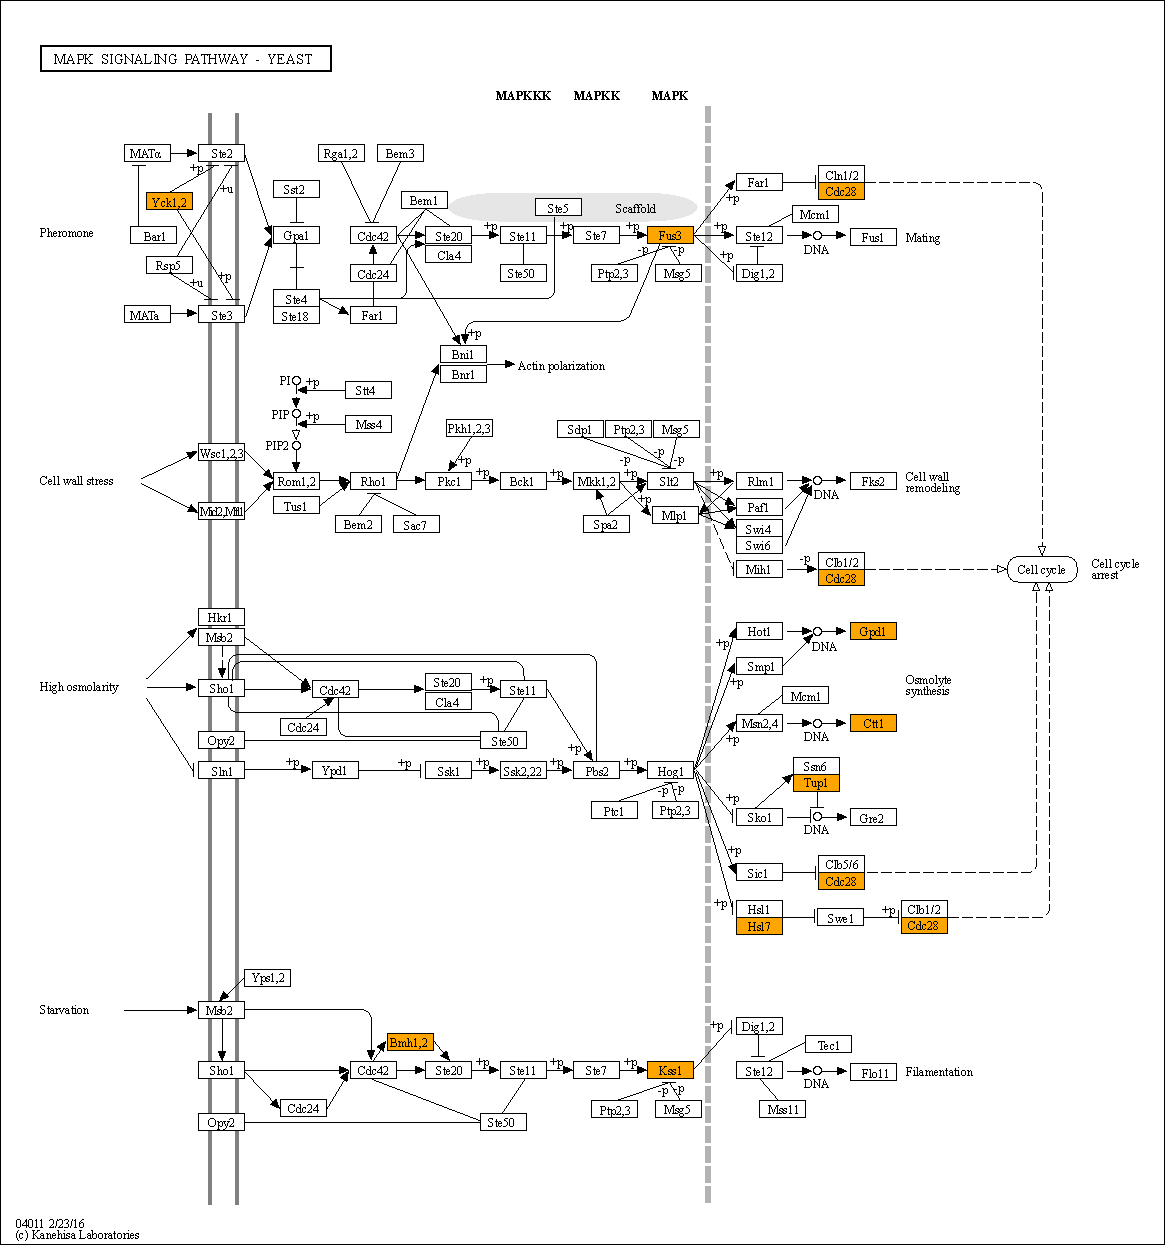 MAPK SIGNALING PATHWAY - YEAST
MAPKKK MAPKK MAPK
MATα Ste2 Rga1,2 Bem3
+p
Cln1/2
Far1 Cdc28
+u
Yck1,2 Sst2 Bem1
+p
Ste5 Scaffold
Mcm1
Pheromone Bar1 Gpa1 Cdc42 Ste20 +p Ste11 +p Ste7 +p Fus3 +p Ste12 DNA Fus1 Mating
Cla4
-p -p +p
Rsp5 Cdc24 Ste50 Ptp2,3 Msg5 Dig1,2
+u +p
Ste4
MATa Ste3 Ste18 Far1
+p
Bni1
Bnr1 Actin polarization
PI +p Stt4
PIP +p Mss4
PIP2
Pkh1,2,3 Sdp1 Ptp2,3 Msg5
Wsc1,2,3 +p -p -p -p
Cell wall stress Rom1,2 Rho1 Pkc1 +p Bck1 +p Mkk1,2 +p Slt2 +p Rlm1 DNA Fks2 Cell wall
remodeling
+p
Mid2,Mtl1 Tus1 Paf1
Mlp1
Bem2 Sac7 Spa2 Swi4
Swi6
-p Clb1/2
Mih1 Cdc28 Cell cycle Cell cycle
arrest
Hkr1
Msb2 Hot1 DNA Gpd1
+p
Smp1
+p
High osmolarity Sho1 Cdc42 Ste20 +p Ste11 Osmolyte
synthesis
Cla4 Mcm1
Cdc24 Msn2,4 DNA Ctt1
+p
Opy2 Ste50
+p
Sln1 +p Ypd1 +p Ssk1 +p Ssk2,22 +p Pbs2 +p Hog1 Ssn6
Tup1
-p -p +p
Ptc1 Ptp2,3 Sko1 DNA Gre2
+p Clb5/6
Sic1 Cdc28
+p Hsl1 Swe1 +p Clb1/2
Hsl7 Cdc28
Yps1,2
Starvation Msb2
+p Dig1,2
Bmh1,2 Tec1
Sho1 Cdc42 Ste20 +p Ste11 +p Ste7 +p Kss1 Ste12 DNA Flo11 Filamentation
-p -p
Cdc24 Ptp2,3 Msg5 Mss11
Opy2 Ste50
04011 2/23/16
(c) Kanehisa Laboratories